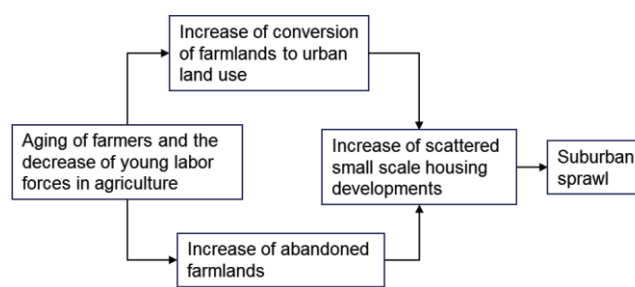 Increase of conversion
of farmlands to urban
land use
Aging of farmers and the
decrease of young labor
forces in agriculture
Increase of scattered
small scale housing
developments
Suburban
sprawl
Increase of abandoned
farmlands